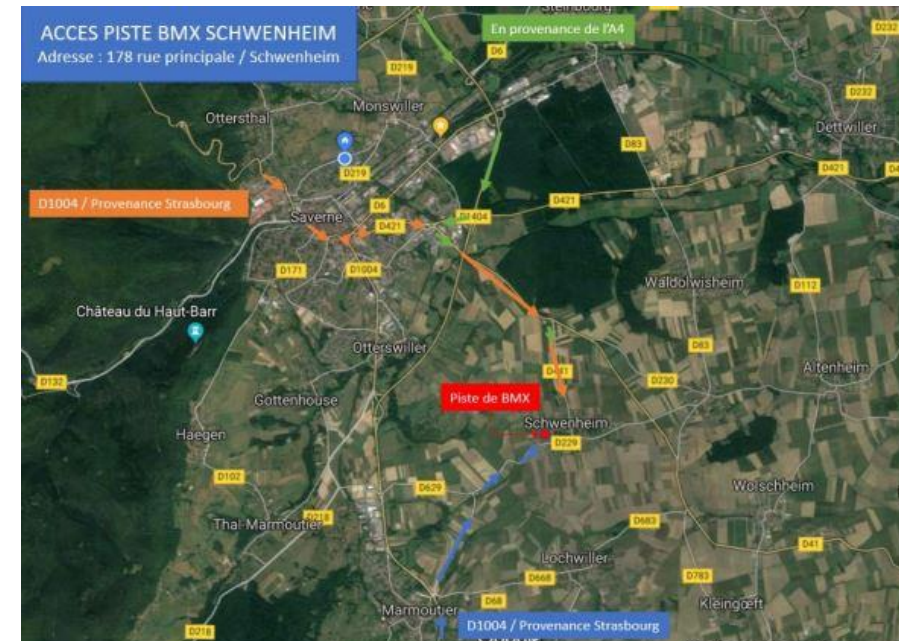 ACCES PISTE BMX SCHWENHEIM
Adresse : 178 rue principale / Schwenheim
En provenance de l'A4
D6
D232
D219
D232
Monswiller
Ottersthal
Dettwiller
D83
D219
D421
D1004 / Provenance Strasbourg
D6
D421
Saverne
D421
D1404
D171
D1004
Waldolwisheim
D112
Château du Haut-Barr
Otterswiller
D83
D132
D230
Altenheim
Gottenhouse
Piste de BMX
Schwenheim
Haegen
D229
D102
D629
Wolschheim
Thal-Marmoutier
D218
D683
D41
Lochwiller
D668
D783
Marmoutier
D68
Kleingœft
D218
D1004 / Provenance Strasbourg